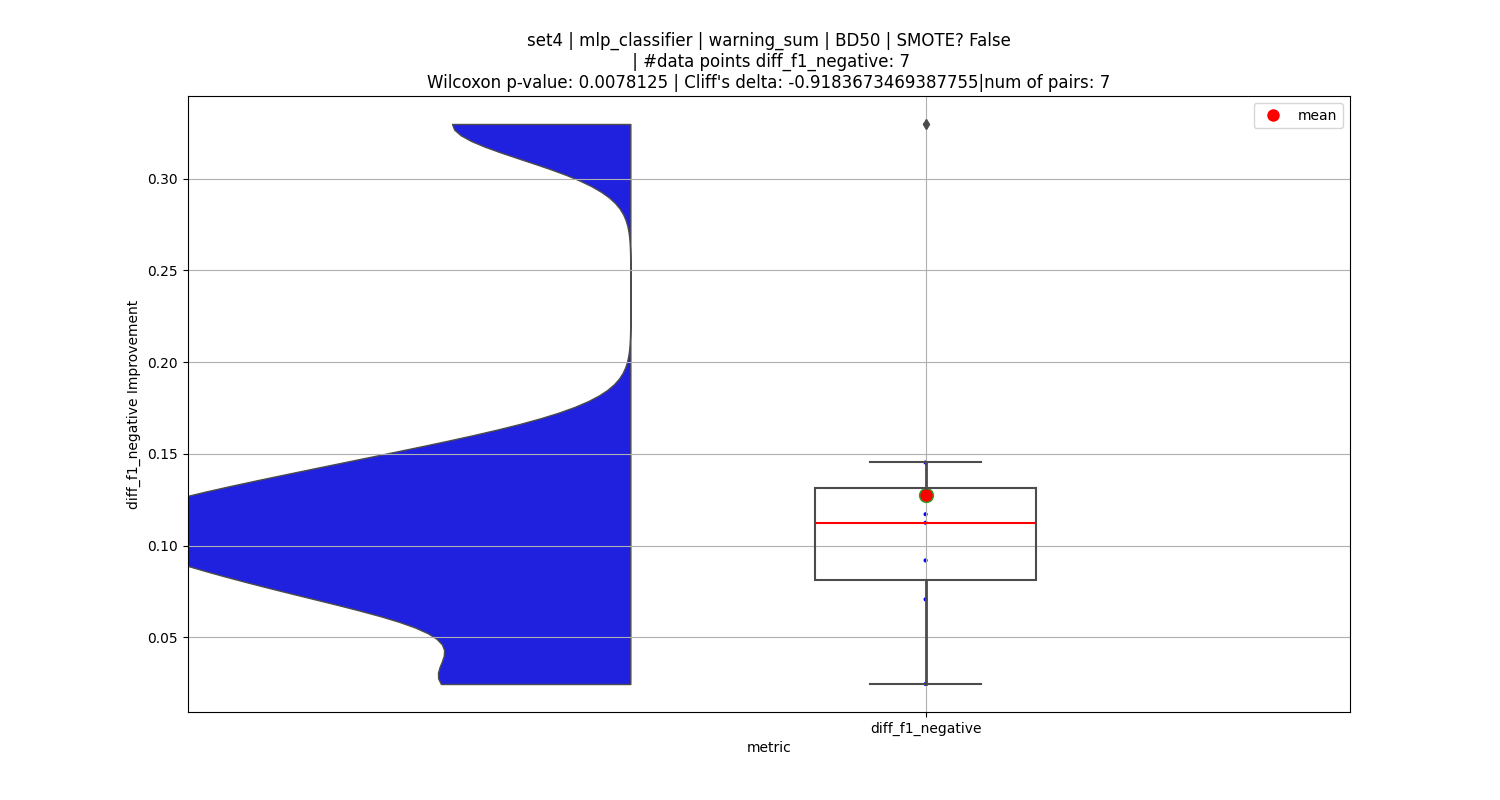 set4 | mlp_classifier | warning_sum | BD50 | SMOTE? False
| #data points diff_f1_negative: 7
Wilcoxon p-value: 0.0078125 | Cliff's delta: -0.9183673469387755|num of pairs: 7
mean
0.30
0.25
0.20
0.15
0.10
0.05
diff_f1_negative Improvement
diff_f1_negative
metric